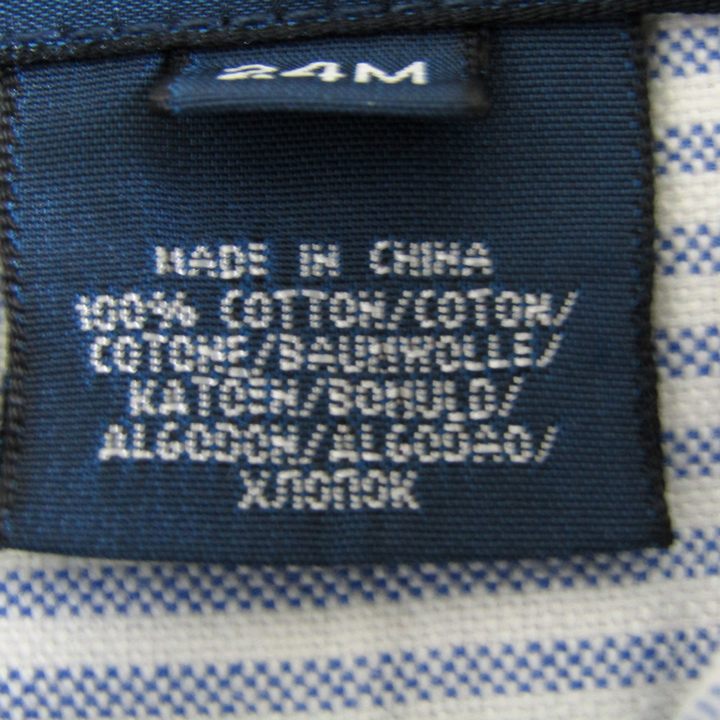 24M
MADE IN CHINA
100% COTTON/COTON/
COTONE/BAUMWOLLE/
KATOEN/BOMULD/
ALGODON/ALGODAO/
ХЛОПОК